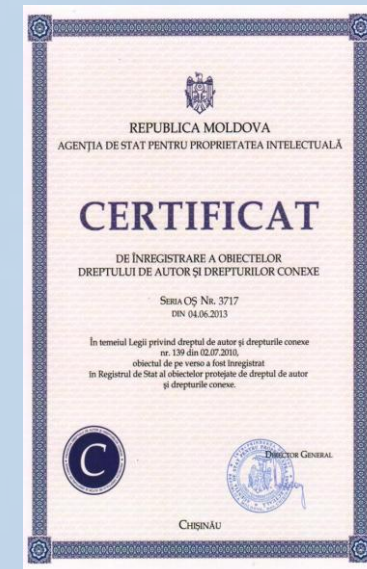 REPUBLICA MOLDOVA
AGENȚIA DE STAT PENTRU PROPRIETATEA INTELECTUALĂ
CERTIFICAT
DE ÎNREGISTRARE A OBIECTELOR
DREPTULUI DE AUTOR ȘI DREPTURILOR CONEXE
SERIA OȘ NR. 3717
DIN 04.06.2013
În temeiul Legii privind dreptul de autor și drepturile conexe
nr. 139 din 02.07.2010,
obiectul de pe verso a fost înregistrat
în Registrul de Stat al obiectelor protejate de dreptul de autor
și drepturile conexe.
C
DIRECTOR GENERAL
CHIȘINĂU